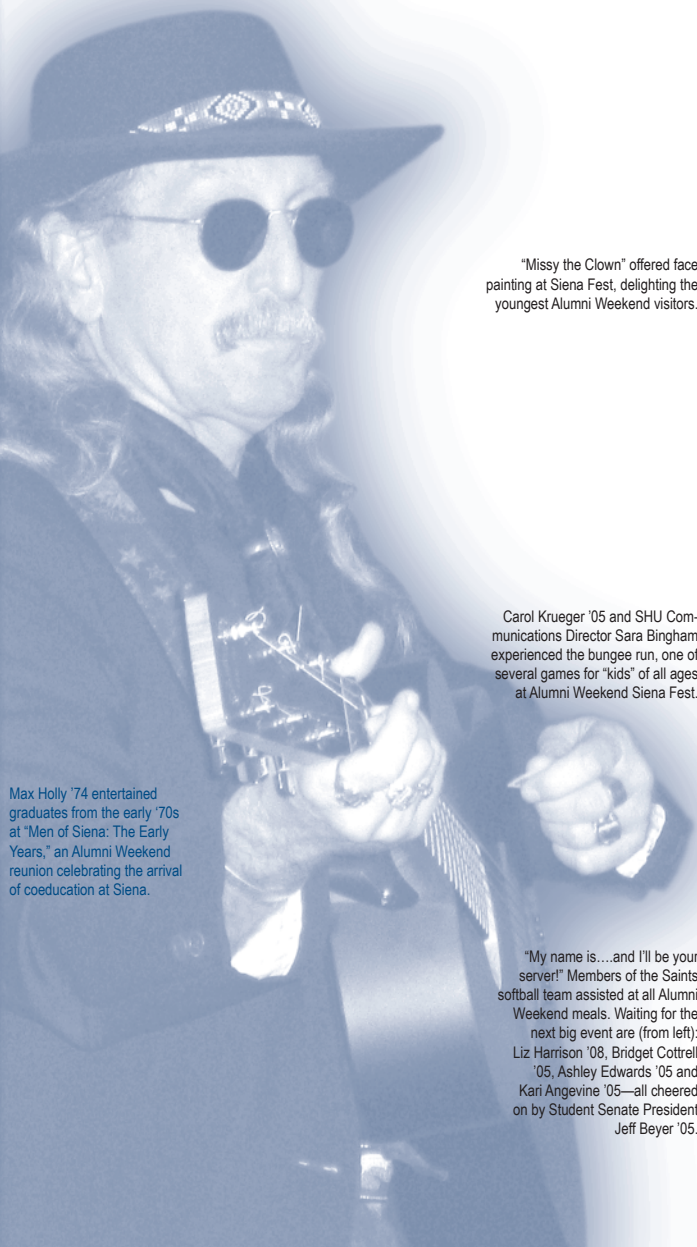 “Missy the Clown” offered face
painting at Siena Fest, delighting the
youngest Alumni Weekend visitors.
Carol Krueger ’05 and SHU Com-
munications Director Sara Bingham
experienced the bungee run, one of
several games for “kids” of all ages
at Alumni Weekend Siena Fest.
Max Holly ’74 entertained
graduates from the early ‘70s
at “Men of Siena: The Early
Years,” an Alumni Weekend
reunion celebrating the arrival
of coeducation at Siena.
“My name is….and I’ll be your
server!” Members of the Saints
softball team assisted at all Alumni
Weekend meals. Waiting for the
next big event are (from left):
Liz Harrison ’08, Bridget Cottrell
’05, Ashley Edwards ’05 and
Kari Angevine ’05—all cheered
on by Student Senate President
Jeff Beyer ’05.